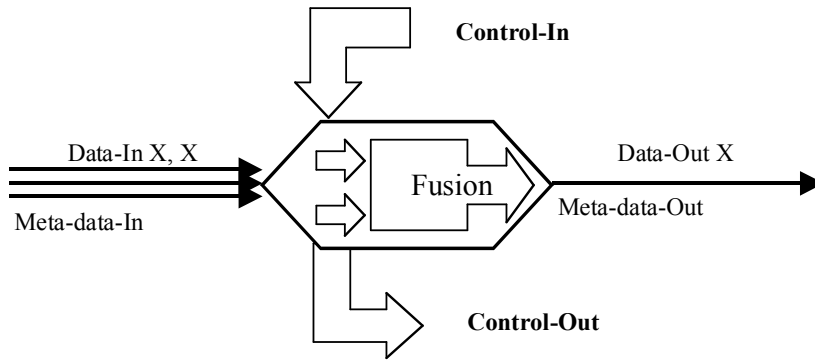 Control-In
Data-In X, X
Data-Out X
Fusion
Meta-data-In
Meta-data-Out
Control-Out